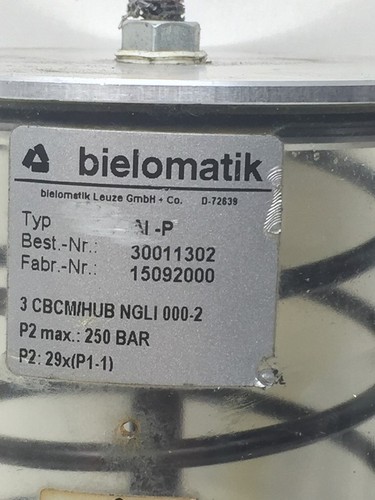 bielomatik
bielomatik Leuze GmbH + Co. D-72639
Typ -P
Best.-Nr.: 30011302
Fabr.-Nr.: 15092000
3 CBCM/HUB NGLI 000-2
P2 max.: 250 BAR
P2: 29x(P1-1)